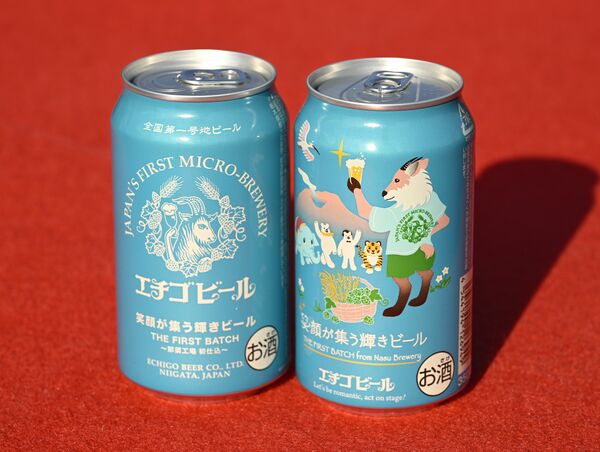 全国第一号地ビール
JAPAN'S FIRST MICRO-BREWERY
エチゴビール
笑顔が集う輝きビール
THE FIRST BATCH
～那須工場 初仕込～
ECHIGO BEER CO., LTD.
NIIGATA, JAPAN
お酒
JAPAN'S FIRST MICRO-BREWERY
笑顔が集う輝きビール
THE FIRST BATCH from Nasu Brewery
エチゴビール
Let's be romantic, act on stage!
お酒